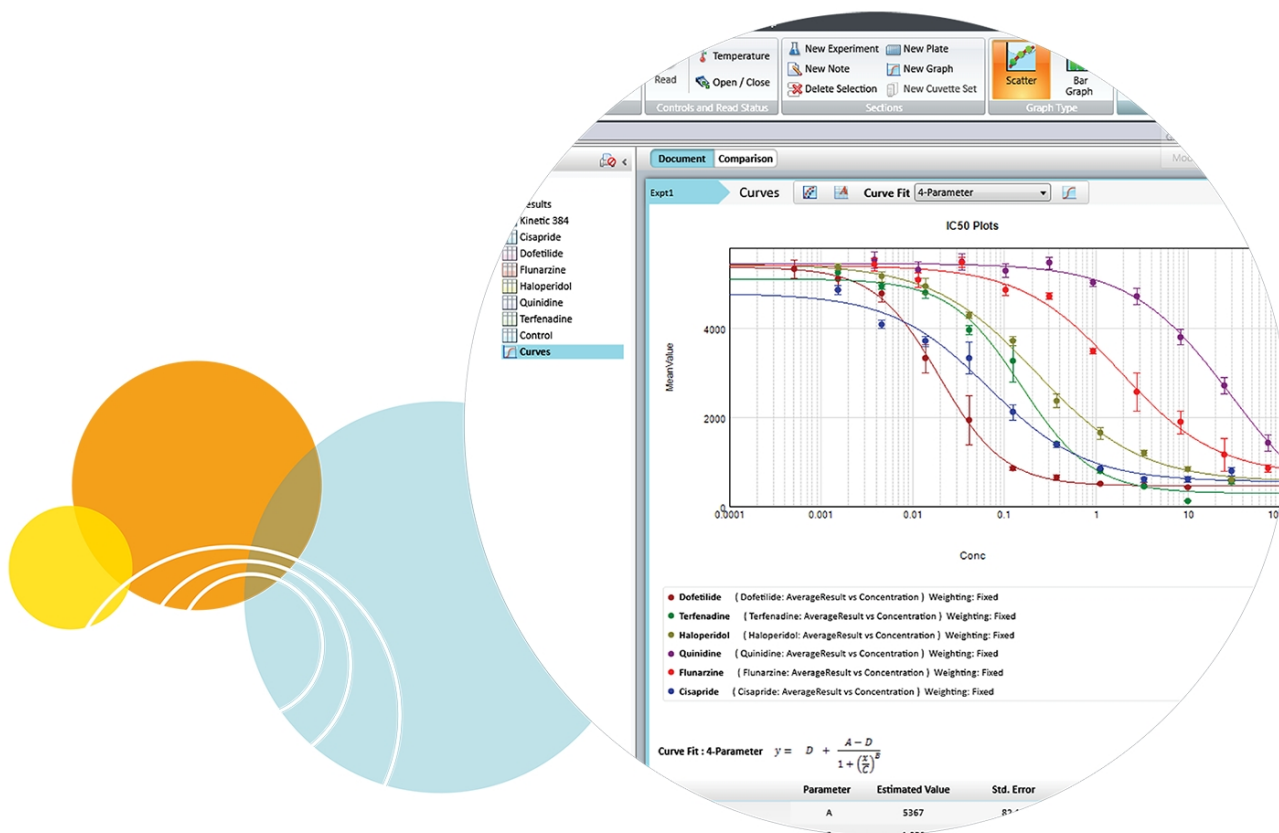 Temperature
New Experiment New Plate
Read
Open / Close
New Note New Graph
Delete Selection New Cuvette Set
Scatter
Bar
Graph
Controls and Read Status Sections Graph Type
Document Comparison
Expt1 Curves Curve Fit 4-Parameter
Kinetic 384
Cisapride
Dofetilide
Flunarzine
Haloperidol
Quinidine
Terfenadine
Control
Curves
IC50 Plots
4000
MeanValue
2000
0
0.0001 0.001 0.01 0.1 1 10
Conc
Dofetilide ( Dofetilide: AverageResult vs Concentration ) Weighting: Fixed
Terfenadine ( Terfenadine: AverageResult vs Concentration ) Weighting: Fixed
Haloperidol ( Haloperidol: AverageResult vs Concentration ) Weighting: Fixed
Quinidine ( Quinidine: AverageResult vs Concentration ) Weighting: Fixed
Flunarzine ( Flunarzine: AverageResult vs Concentration ) Weighting: Fixed
Cisapride ( Cisapride: AverageResult vs Concentration ) Weighting: Fixed
Curve Fit : 4-Parameter y = D + A − D / 1 + (x/C)^B
Parameter Estimated Value Std. Error
A 5367